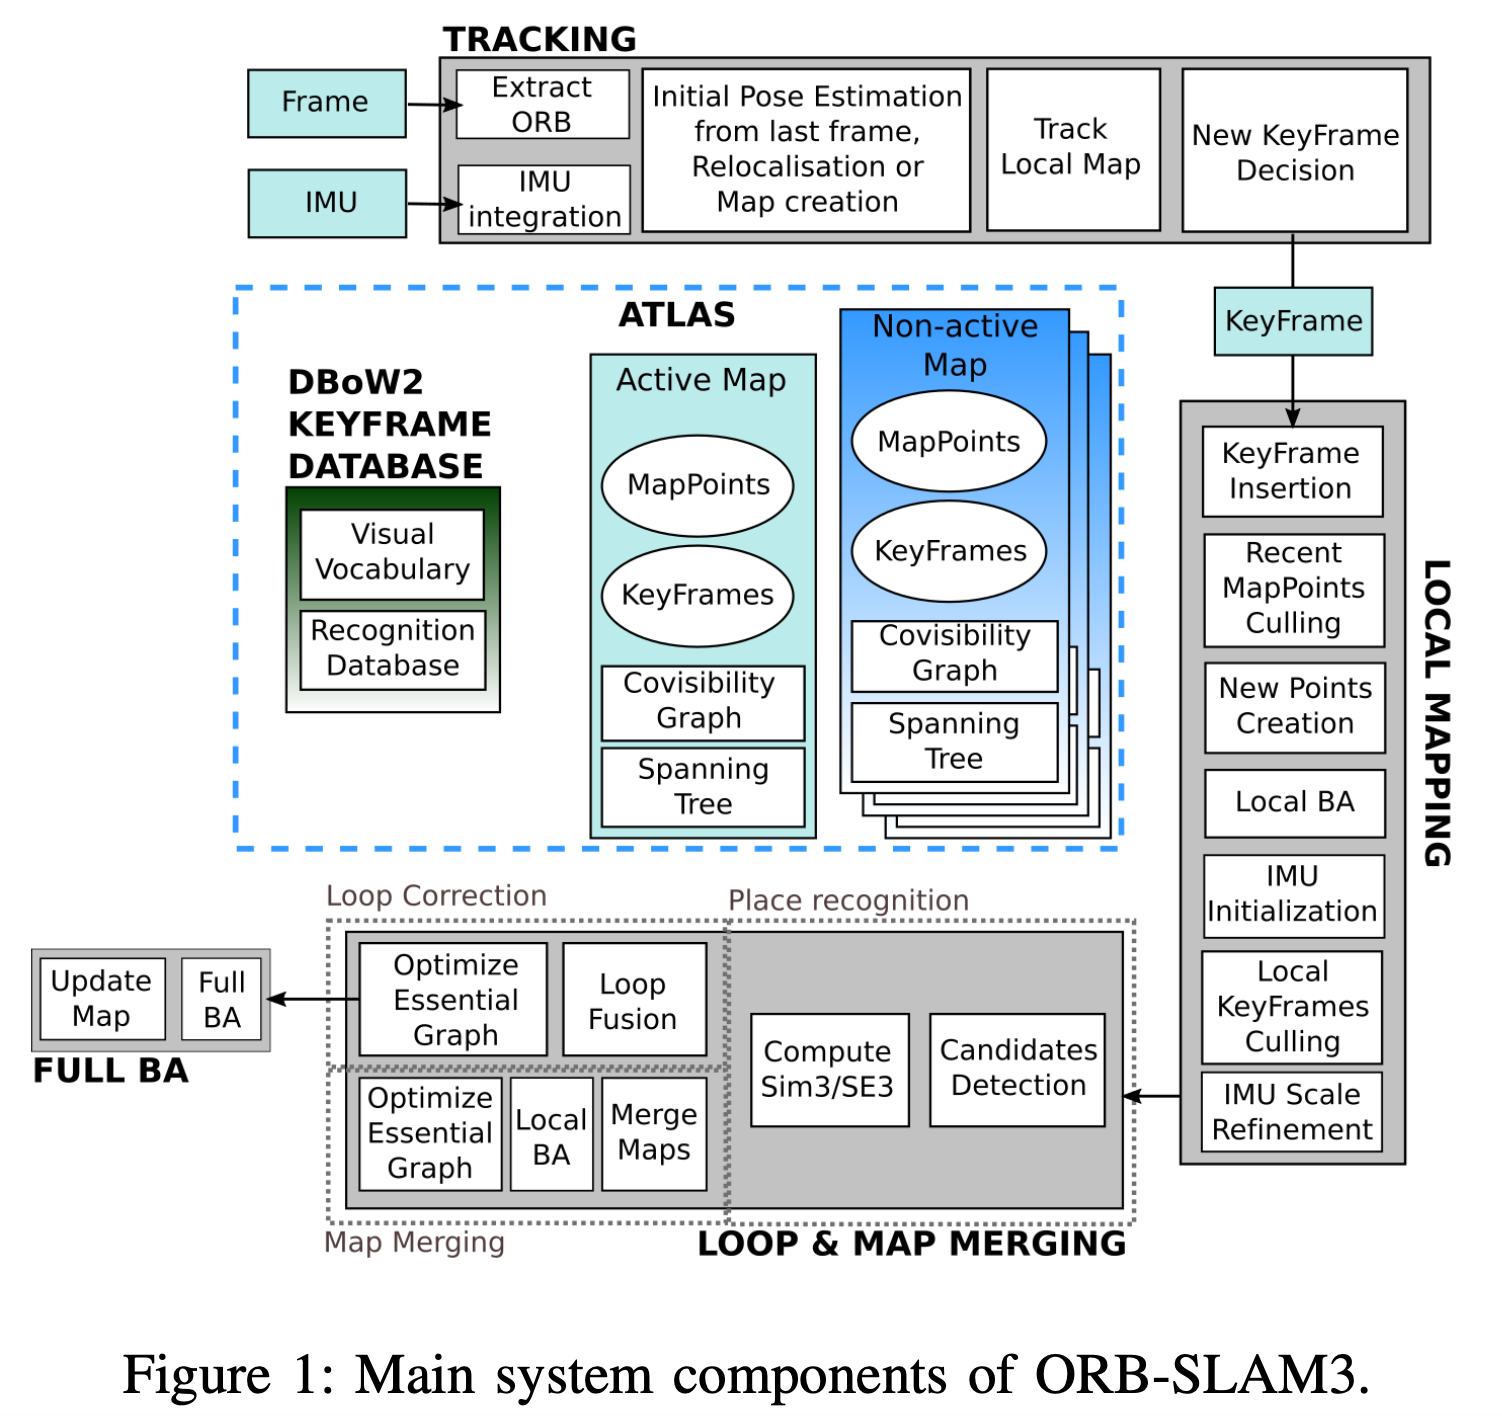 TRACKING
Frame
IMU
Extract
ORB
IMU
integration
Initial Pose Estimation
from last frame,
Relocalisation or
Map creation
Track
Local Map
New KeyFrame
Decision
KeyFrame
ATLAS
DBoW2
KEYFRAME
DATABASE
Visual
Vocabulary
Recognition
Database
Active Map
MapPoints
KeyFrames
Covisibility
Graph
Spanning
Tree
Non-active
Map
MapPoints
KeyFrames
Covisibility
Graph
Spanning
Tree
LOCAL MAPPING
KeyFrame
Insertion
Recent
MapPoints
Culling
New Points
Creation
Local BA
IMU
Initialization
Local
KeyFrames
Culling
IMU Scale
Refinement
Loop Correction
Place recognition
Optimize
Essential
Graph
Loop
Fusion
Compute
Sim3/SE3
Candidates
Detection
Update
Map
Full
BA
FULL BA
Optimize
Essential
Graph
Local
BA
Merge
Maps
Map Merging
LOOP & MAP MERGING
Figure 1: Main system components of ORB-SLAM3.